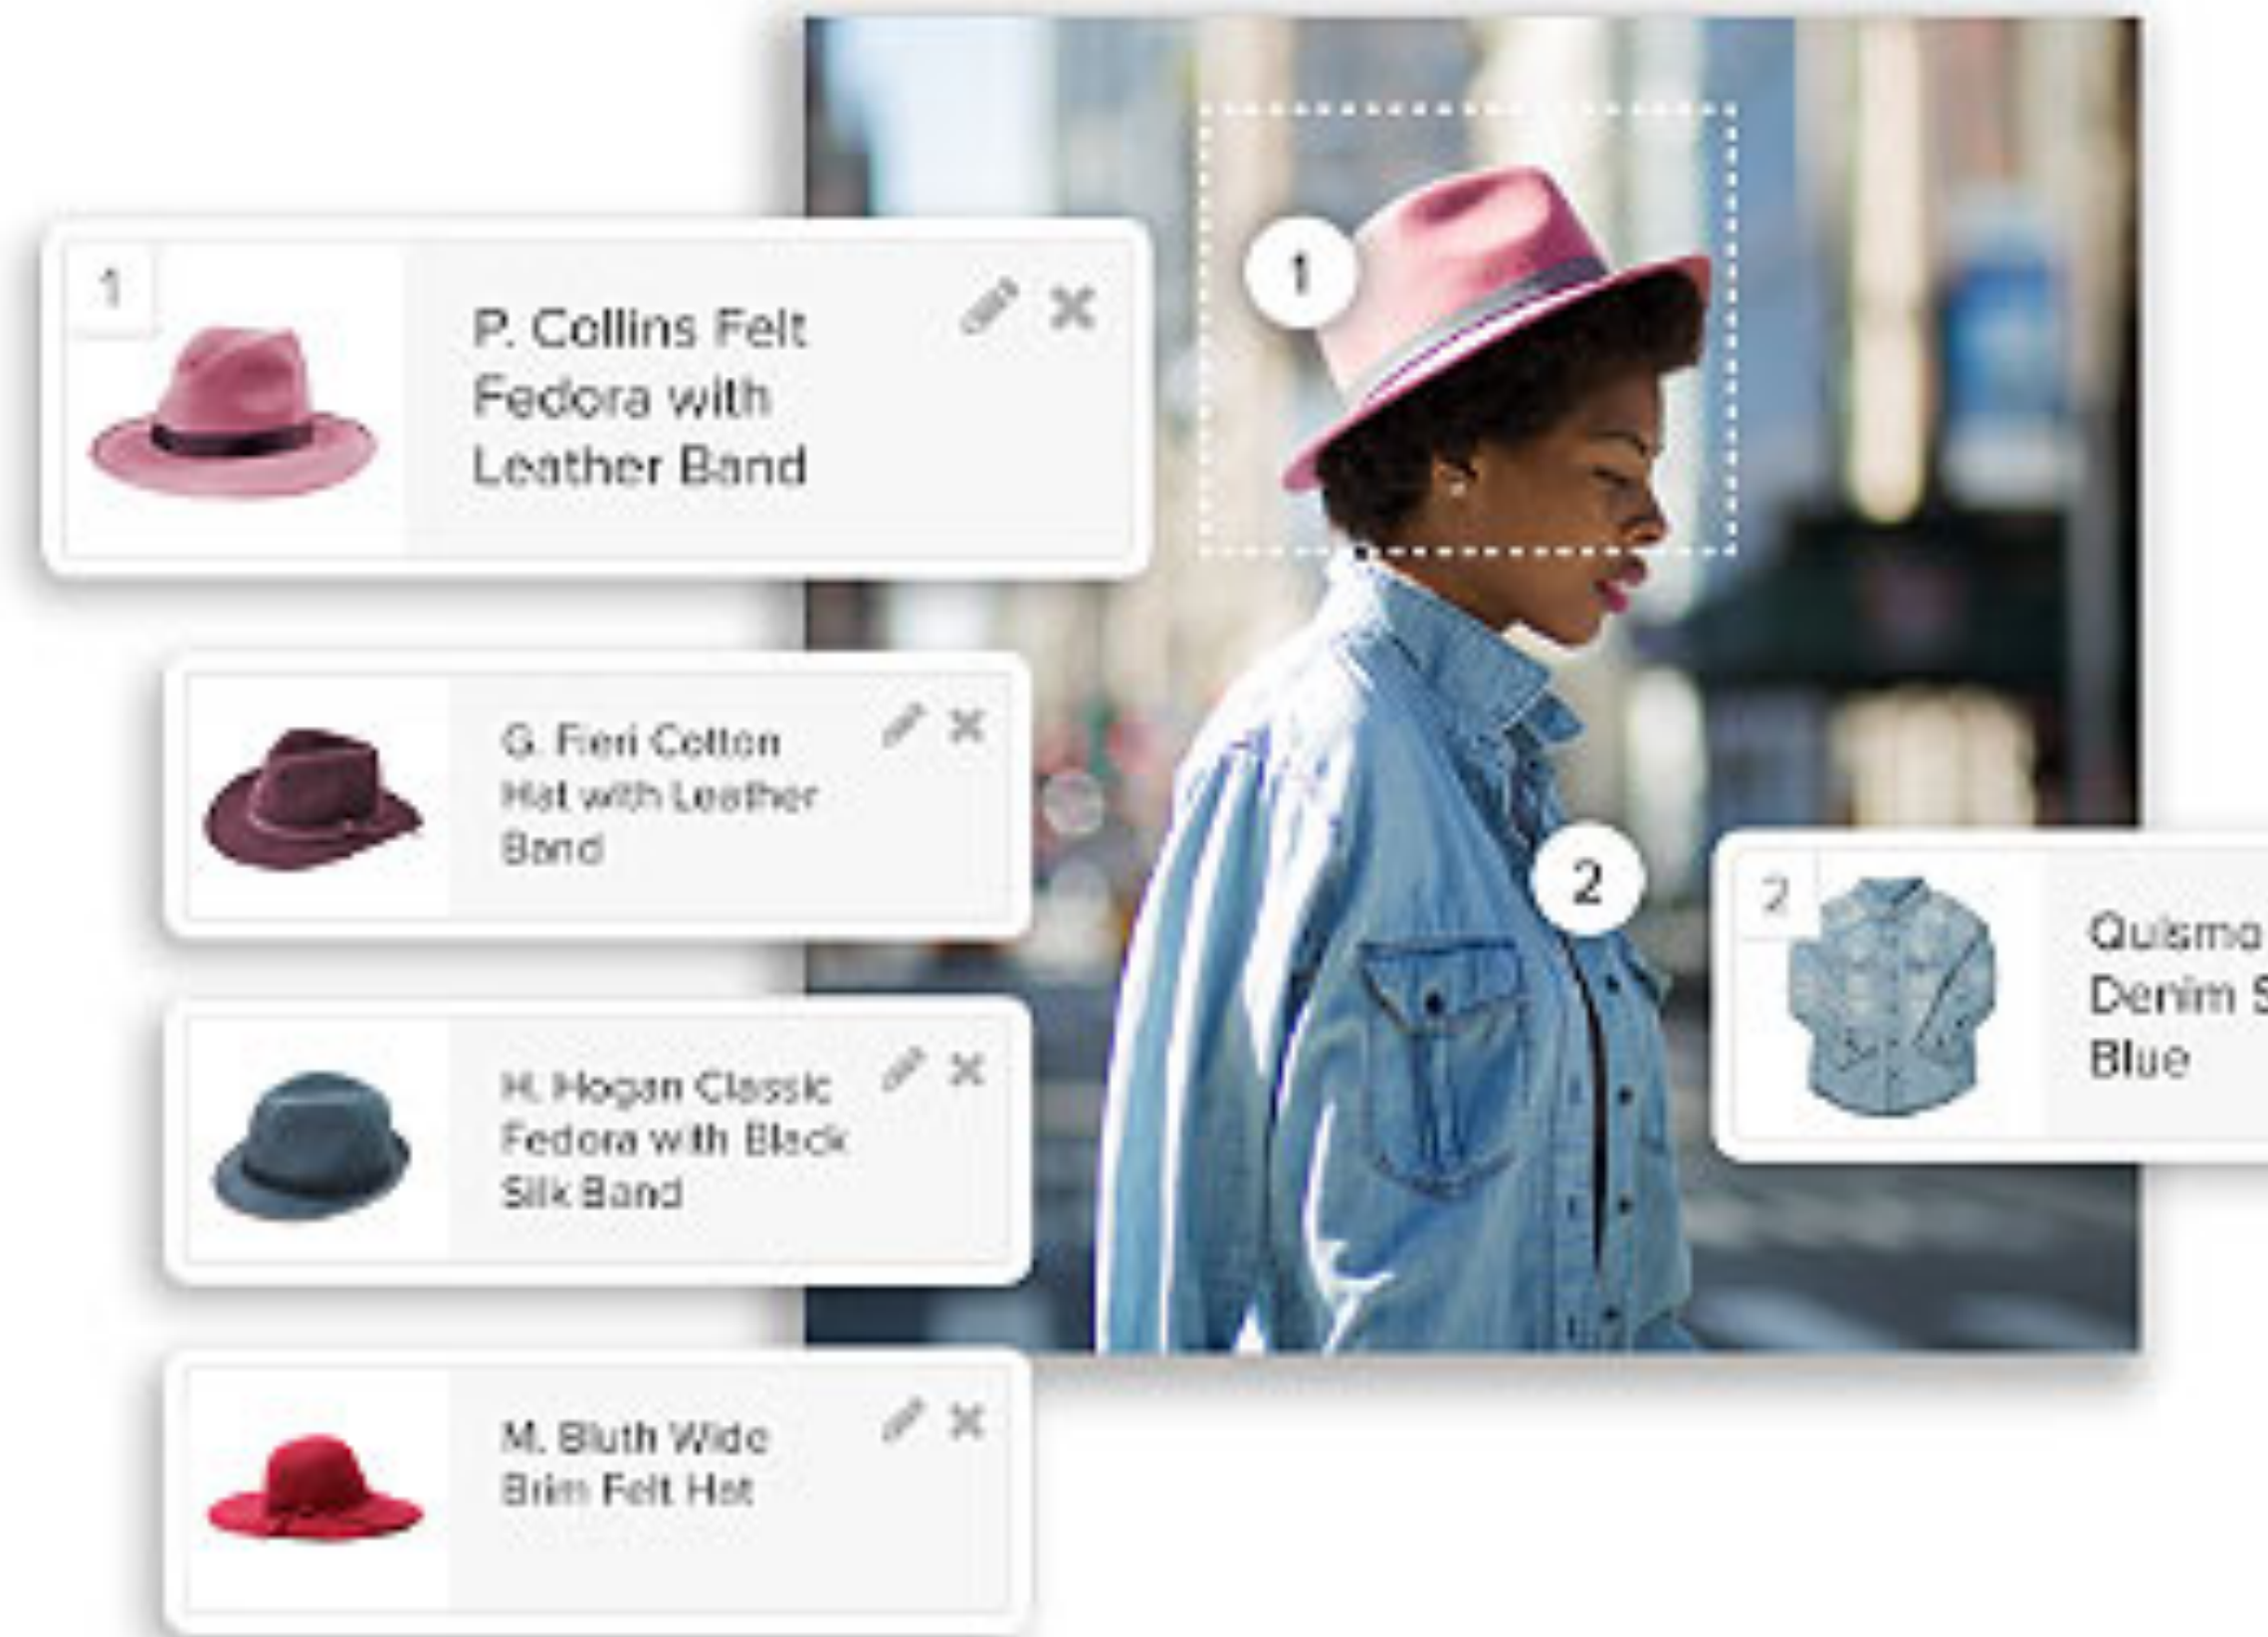 1
P. Collins Felt
Fedora with
Leather Band
G. Fieri Cotton
Hat with Leather
Band
H. Hogan Classic
Fedora with Black
Silk Band
M. Bluth Wide
Brim Felt Hat
1
2
2
Quismo
Denim S
Blue